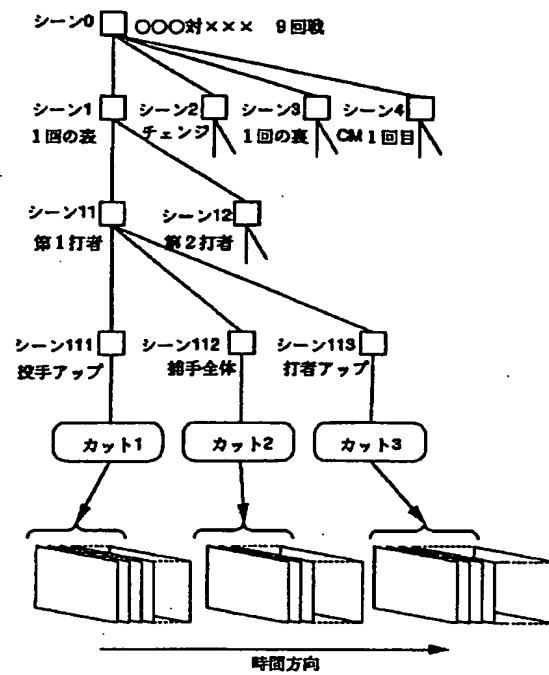 シーン0 ○○○対××× 9回戦
シーン1 シーン2 シーン3 シーン4
1回の表 チェンジ 1回の裏 CM1回目
シーン11 シーン12
第1打者 第2打者
シーン111 シーン112 シーン113
投手アップ 捕手全体 打者アップ
カット1 カット2 カット3
時間方向